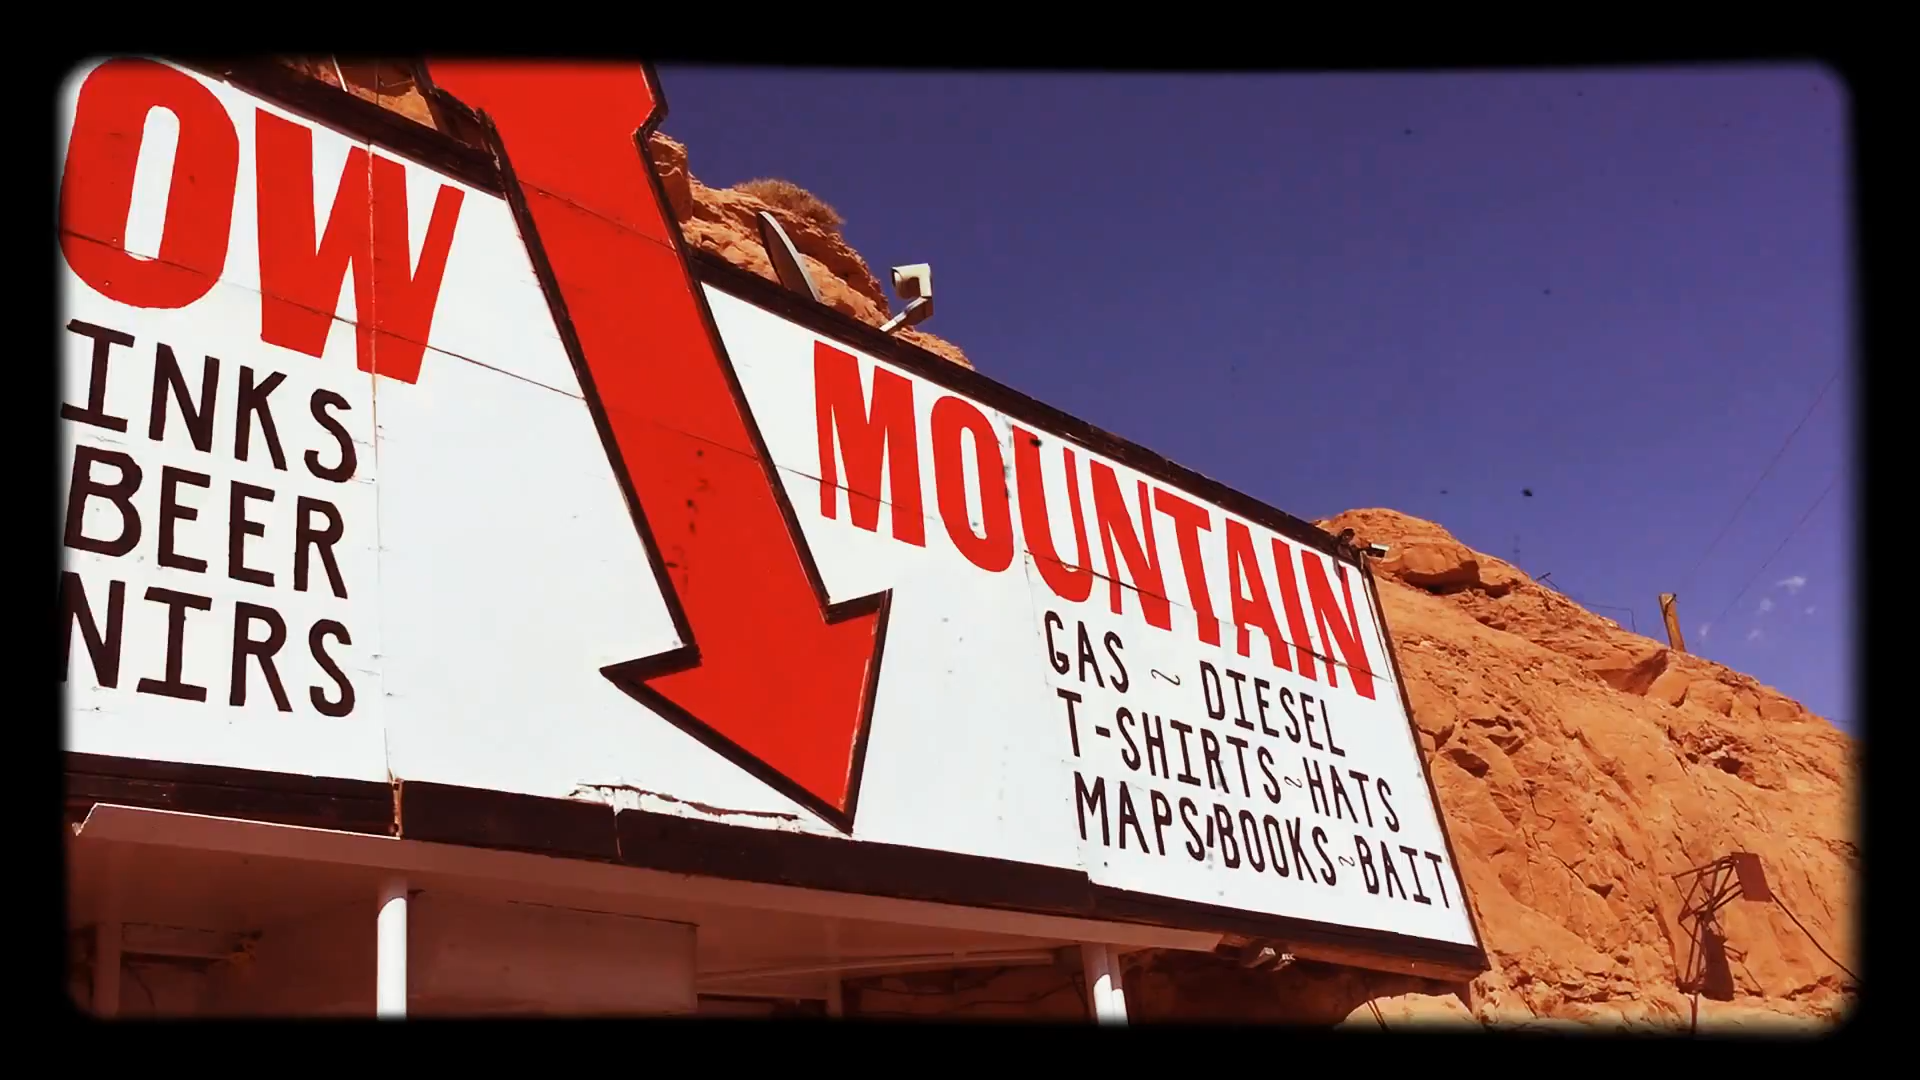 OW
INKS
BEER
NIRS
MOUNTAIN
GAS ~ DIESEL
T-SHIRTS~HATS
MAPS/BOOKS~BAIT